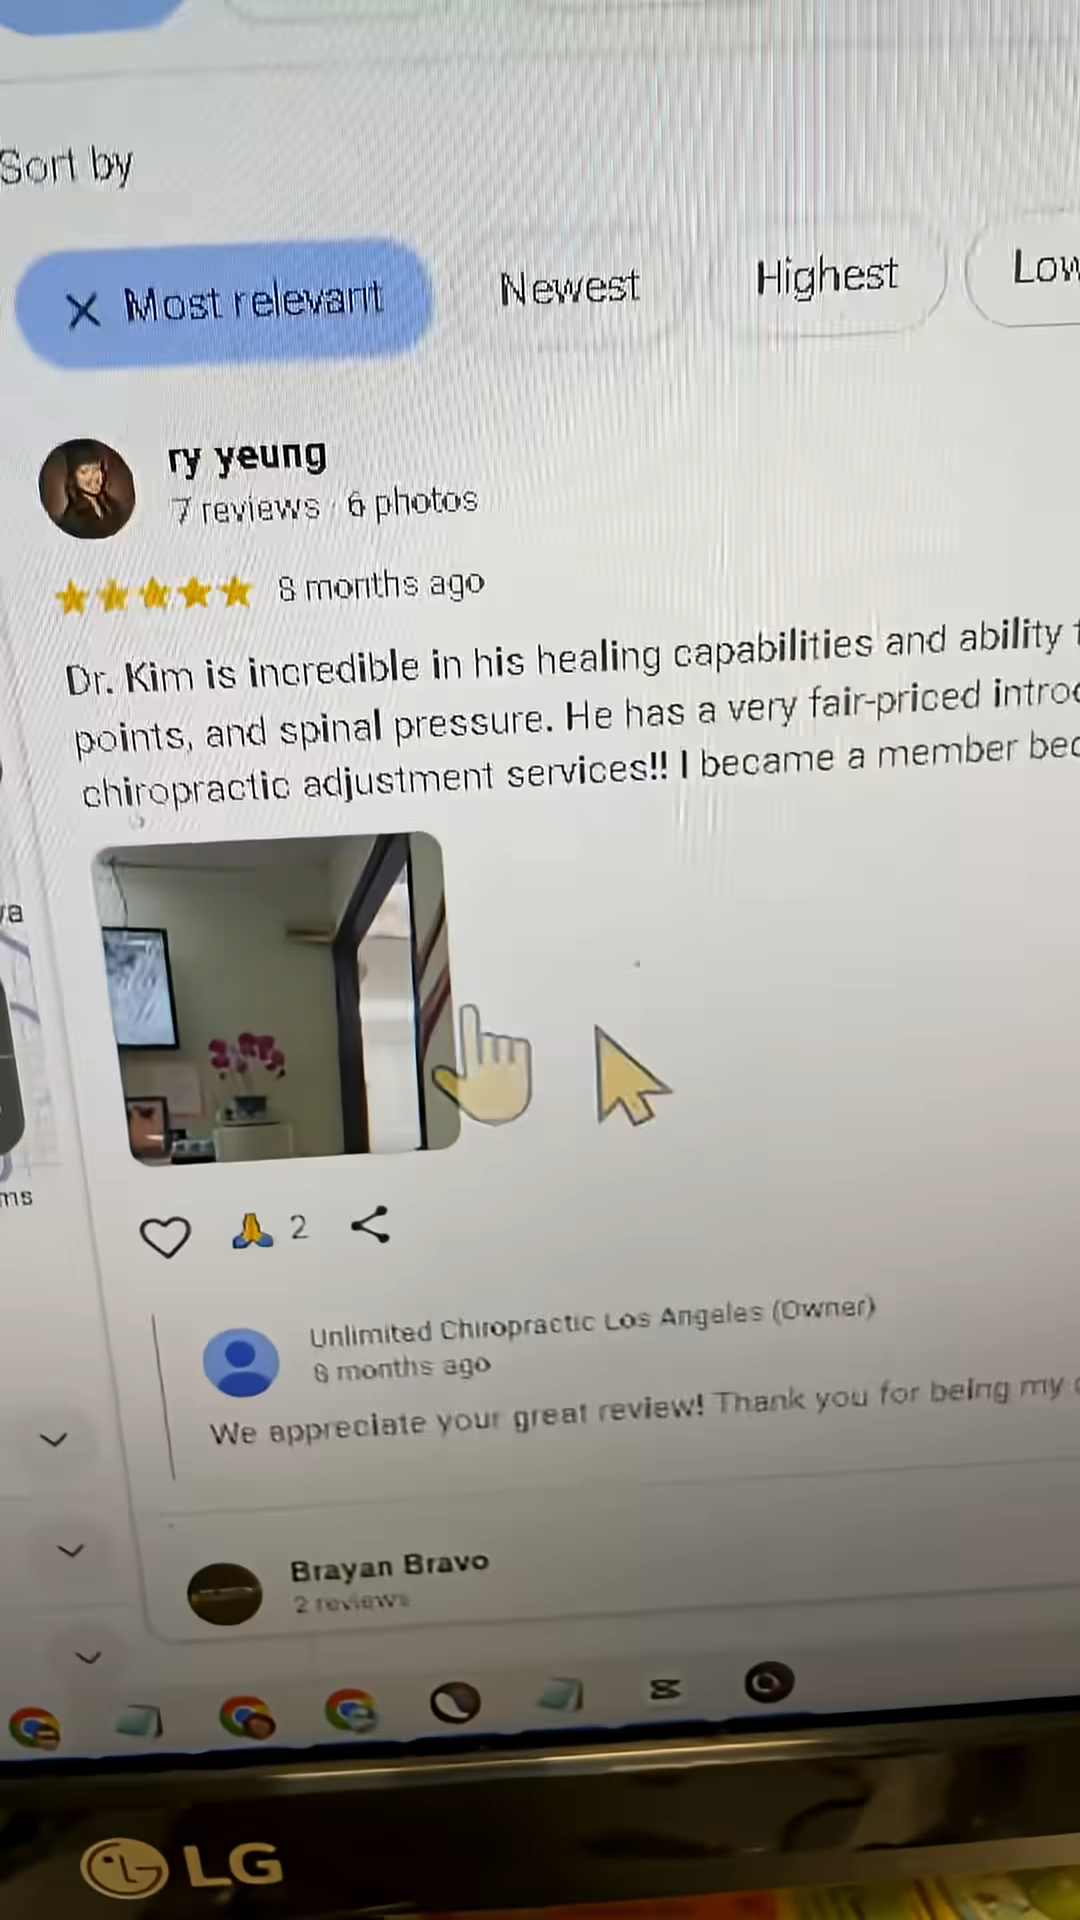 Sort by
Most relevant
Newest
Highest
Low
ry yeung
7 reviews · 6 photos
8 months ago
Dr. Kim is incredible in his healing capabilities and ability
points, and spinal pressure. He has a very fair-priced
chiropractic adjustment services!! I became a member
2
Unlimited Chiropractic Los Angeles (Owner)
8 months ago
We appreciate your great review! Thank you for being my
Brayan Bravo
2 reviews
LG